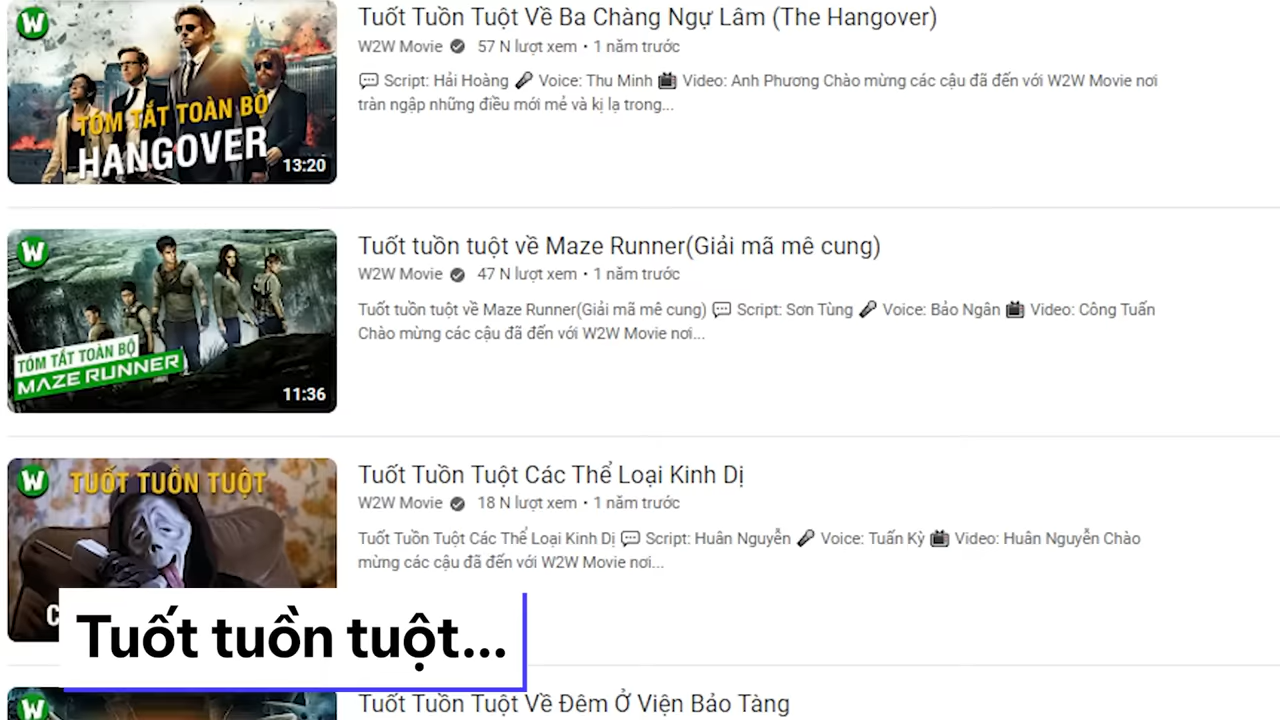 W
TÓM TẮT TOÀN BỘ
HANGOVER
13:20
Tuốt Tuồn Tuột Về Ba Chàng Ngự Lâm (The Hangover)
W2W Movie 57 N lượt xem • 1 năm trước
💬 Script: Hải Hoàng 🎤 Voice: Thu Minh 📺 Video: Anh Phương Chào mừng các cậu đã đến với W2W Movie nơi
tràn ngập những điều mới mẻ và kị lạ trong...
W
TÓM TẮT TOÀN BỘ
MAZE RUNNER
11:36
Tuốt tuồn tuột về Maze Runner(Giải mã mê cung)
W2W Movie 47 N lượt xem • 1 năm trước
Tuốt tuồn tuột về Maze Runner(Giải mã mê cung) 💬 Script: Sơn Tùng 🎤 Voice: Bảo Ngân 📺 Video: Công Tuấn
Chào mừng các cậu đã đến với W2W Movie nơi...
W
TUỐT TUỒN TUỘT
Tuốt Tuồn Tuột Các Thể Loại Kinh Dị
W2W Movie 18 N lượt xem • 1 năm trước
Tuốt Tuồn Tuột Các Thể Loại Kinh Dị 💬 Script: Huân Nguyễn 🎤 Voice: Tuấn Kỳ 📺 Video: Huân Nguyễn Chào
mừng các cậu đã đến với W2W Movie nơi...
Tuốt tuồn tuột...
W
Tuốt Tuồn Tuột Về Đêm Ở Viện Bảo Tàng